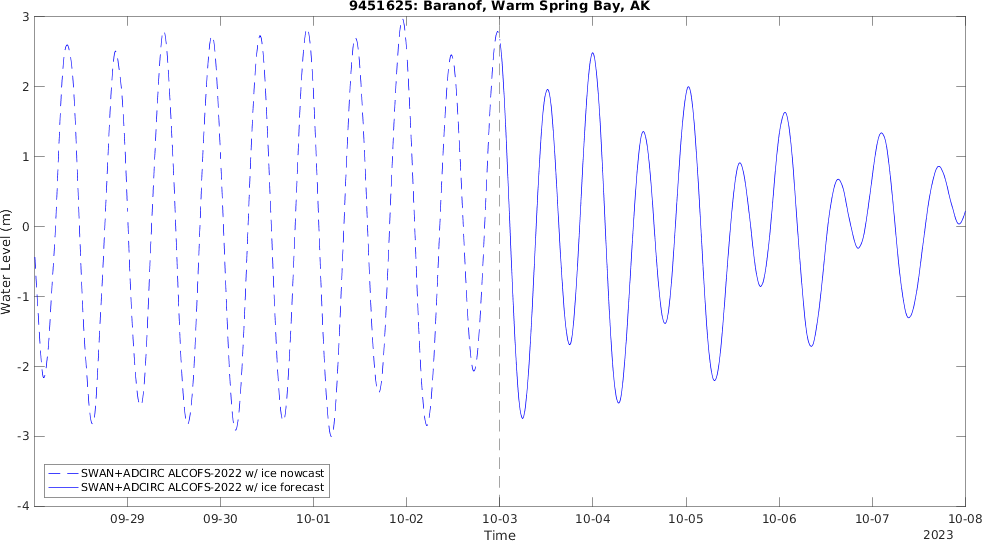 9451625: Baranof, Warm Spring Bay, AK
3
2
1
0
-1
-2
-3
-4
Water Level (m)
SWAN+ADCIRC ALCOFS-2022 w/ ice nowcast
SWAN+ADCIRC ALCOFS-2022 w/ ice forecast
09-29 09-30 10-01 10-02 10-03 10-04 10-05 10-06 10-07 10-08
Time
2023